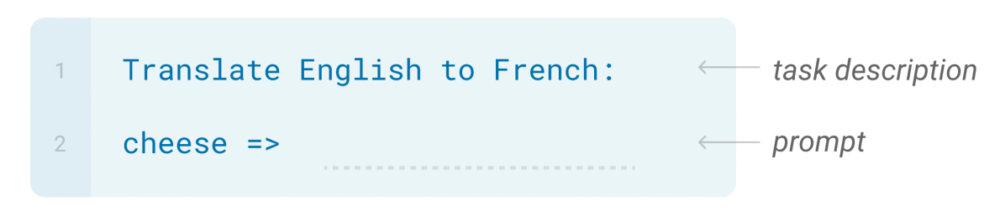 1 Translate English to French: task description
2 cheese => prompt